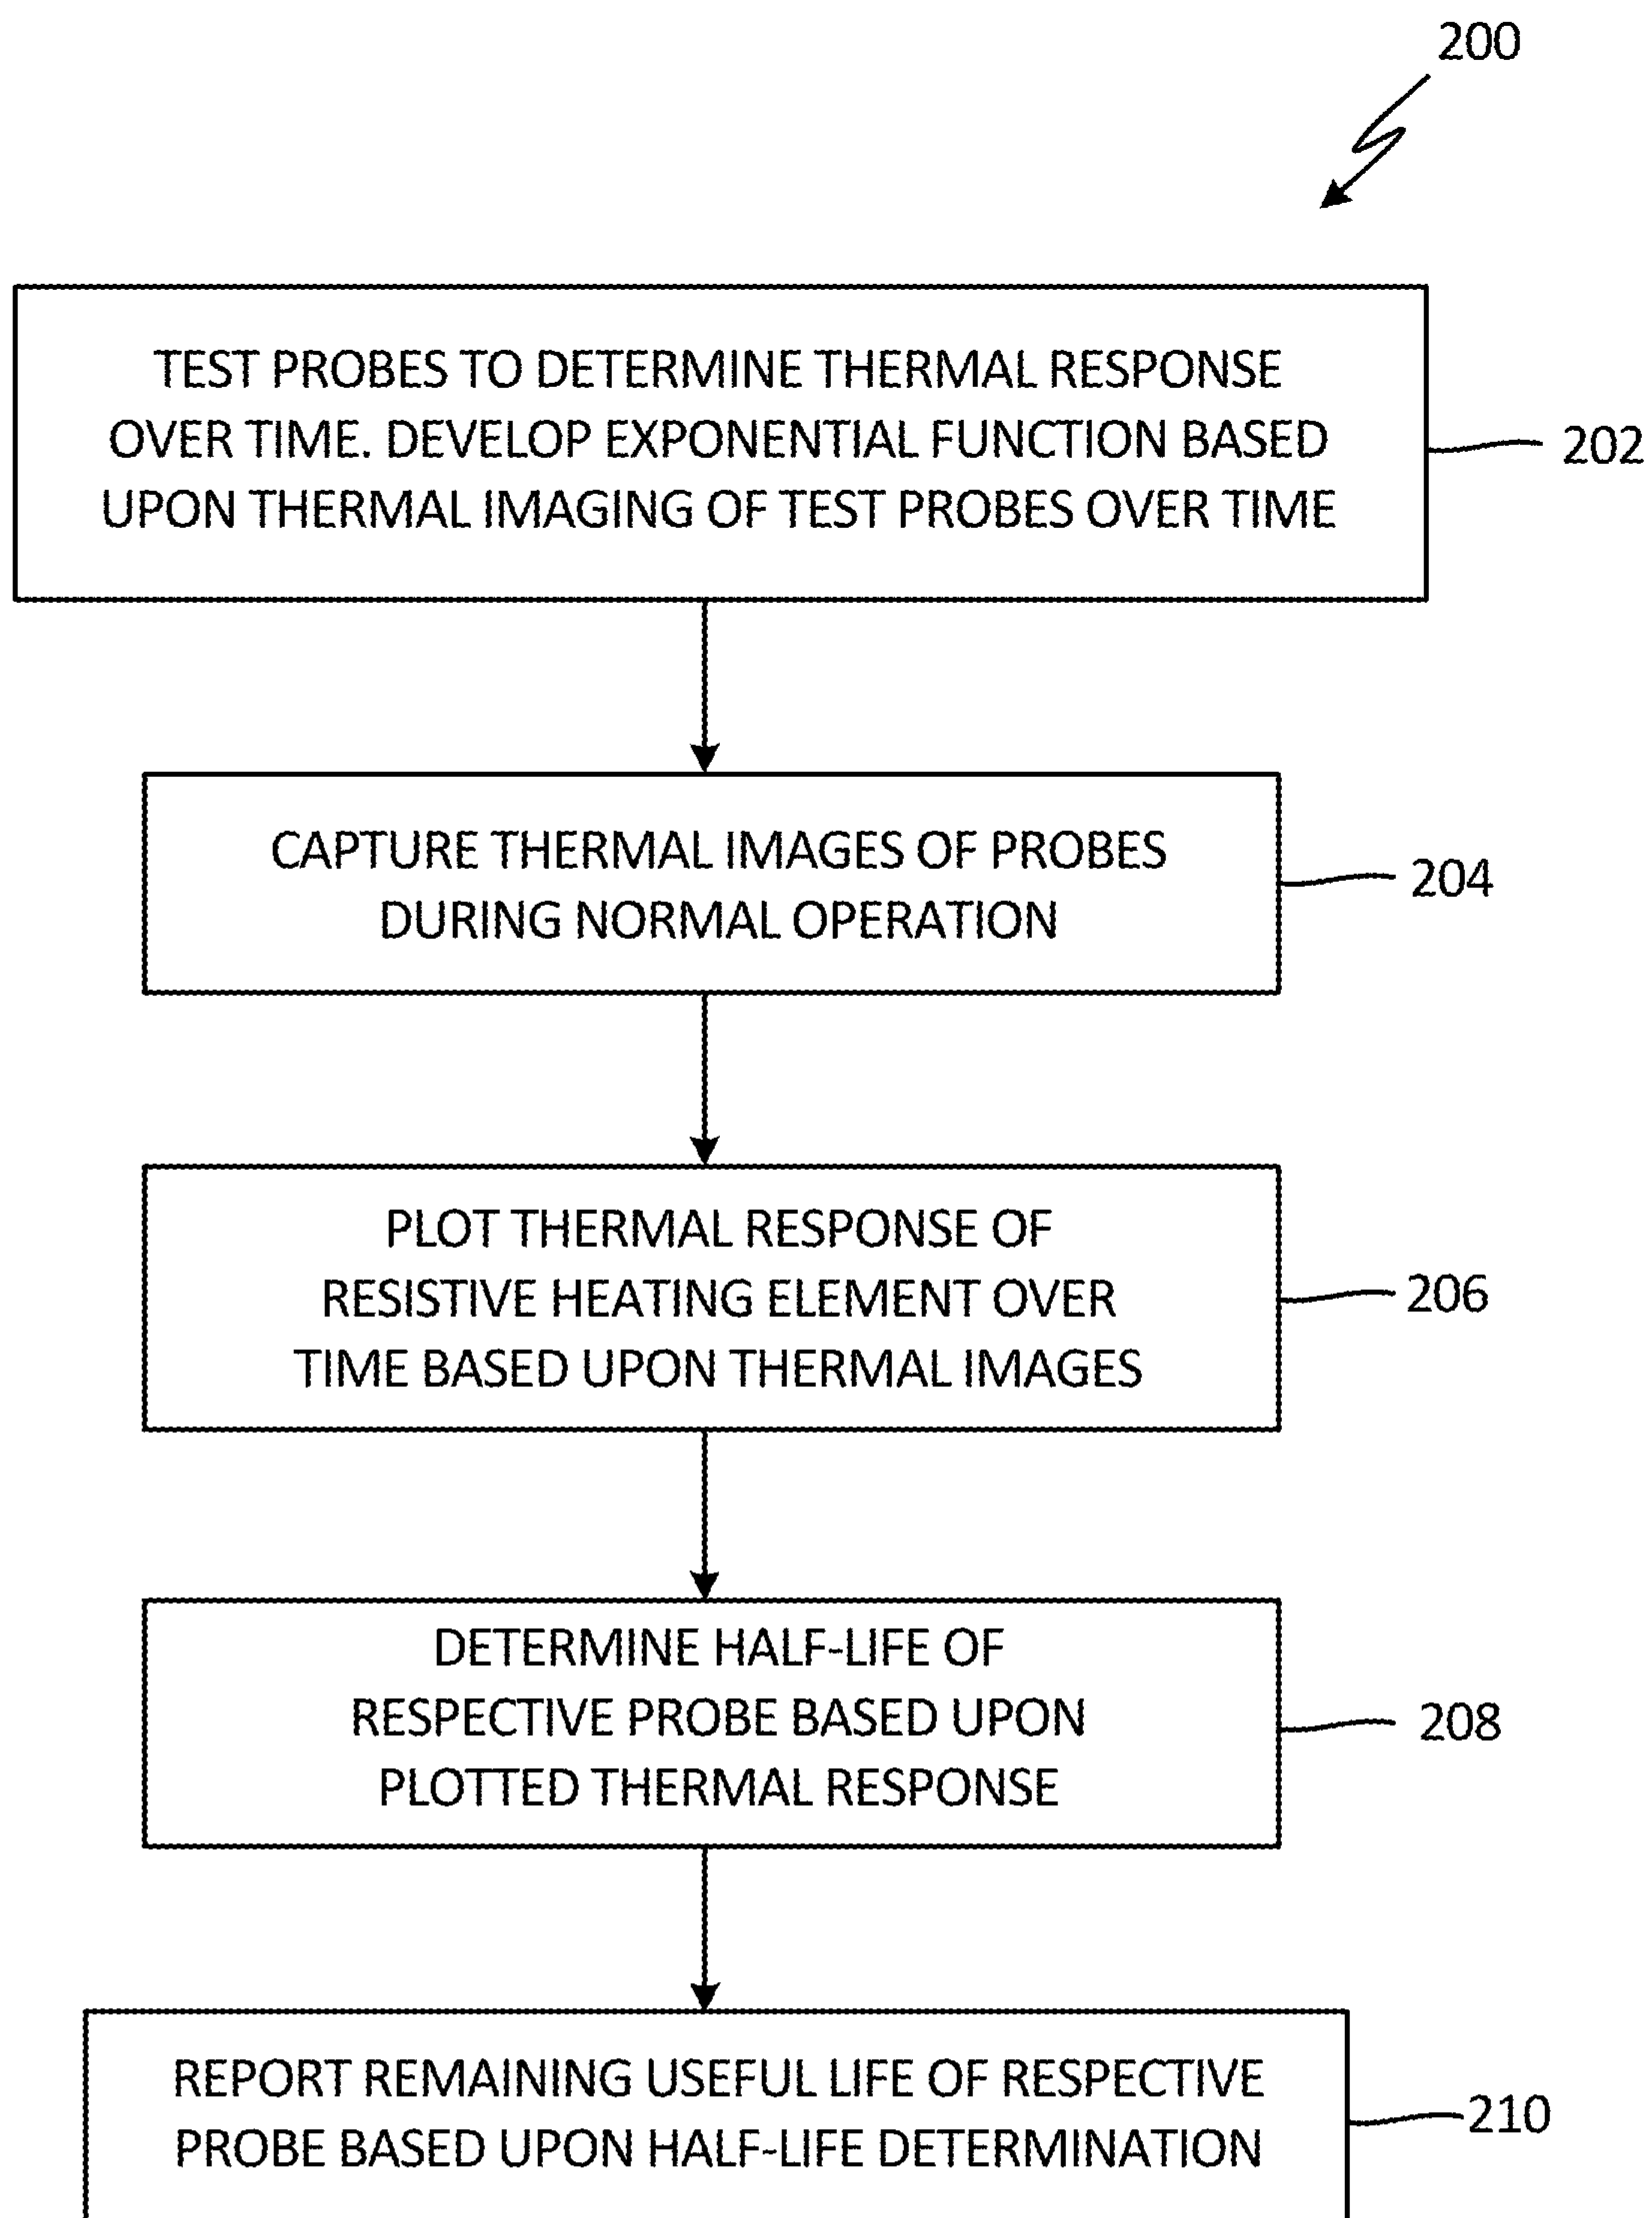 200
TEST PROBES TO DETERMINE THERMAL RESPONSE
OVER TIME. DEVELOP EXPONENTIAL FUNCTION BASED
UPON THERMAL IMAGING OF TEST PROBES OVER TIME
202
CAPTURE THERMAL IMAGES OF PROBES
DURING NORMAL OPERATION
204
PLOT THERMAL RESPONSE OF
RESISTIVE HEATING ELEMENT OVER
TIME BASED UPON THERMAL IMAGES
206
DETERMINE HALF-LIFE OF
RESPECTIVE PROBE BASED UPON
PLOTTED THERMAL RESPONSE
208
REPORT REMAINING USEFUL LIFE OF RESPECTIVE
PROBE BASED UPON HALF-LIFE DETERMINATION
210